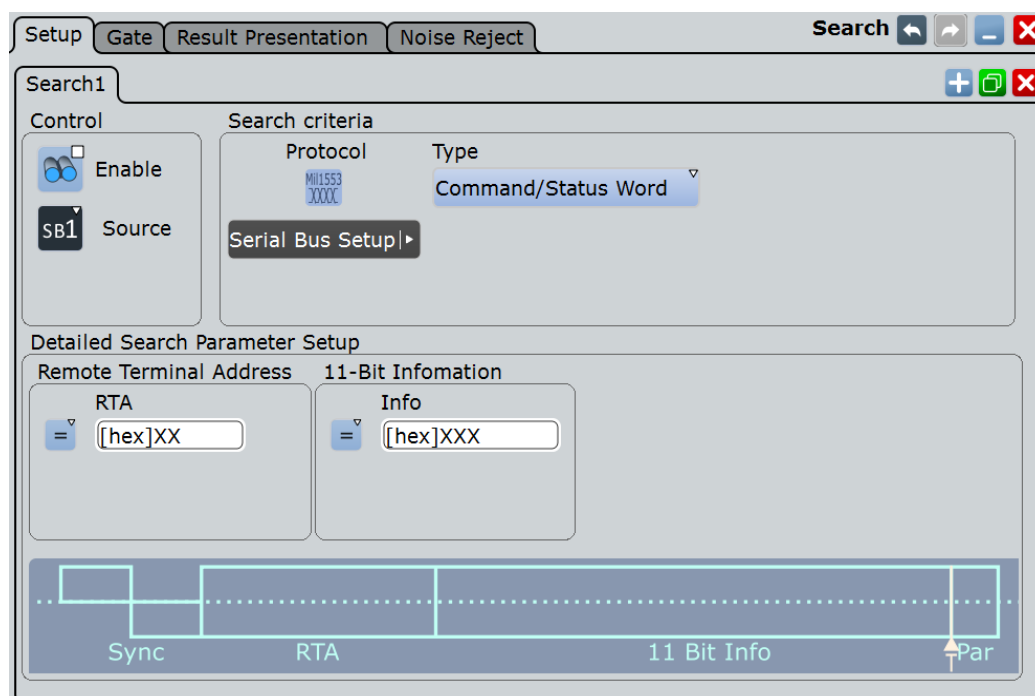 Setup Gate Result Presentation Noise Reject Search
Search1
Control Search criteria
Protocol Type
Enable
Mil1553
XXXX
Command/Status Word
SB1 Source
Serial Bus Setup
Detailed Search Parameter Setup
Remote Terminal Address 11-Bit Infomation
RTA Info
= [hex]XX = [hex]XXX
Sync RTA 11 Bit Info Par